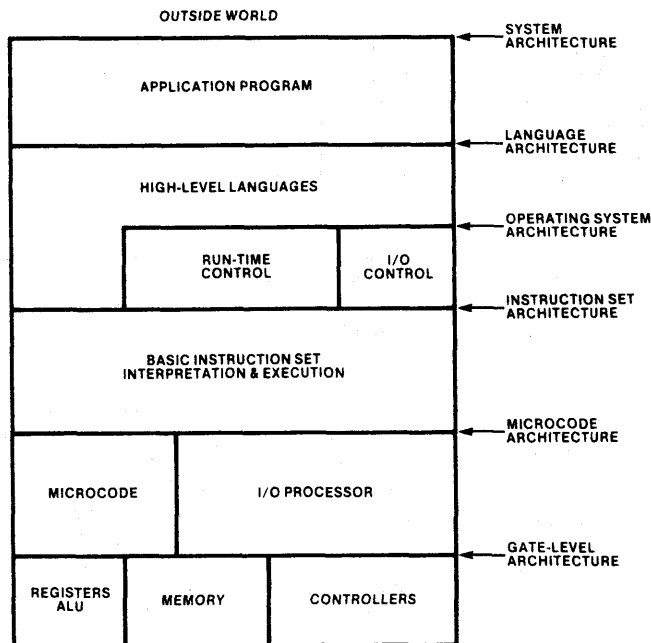 OUTSIDE WORLD
SYSTEM
ARCHITECTURE
APPLICATION PROGRAM
LANGUAGE
ARCHITECTURE
HIGH-LEVEL LANGUAGES
OPERATING SYSTEM
ARCHITECTURE
RUN-TIME
CONTROL
I/O
CONTROL
INSTRUCTION SET
ARCHITECTURE
BASIC INSTRUCTION SET
INTERPRETATION & EXECUTION
MICROCODE
ARCHITECTURE
MICROCODE
I/O PROCESSOR
GATE-LEVEL
ARCHITECTURE
REGISTERS
ALU
MEMORY
CONTROLLERS